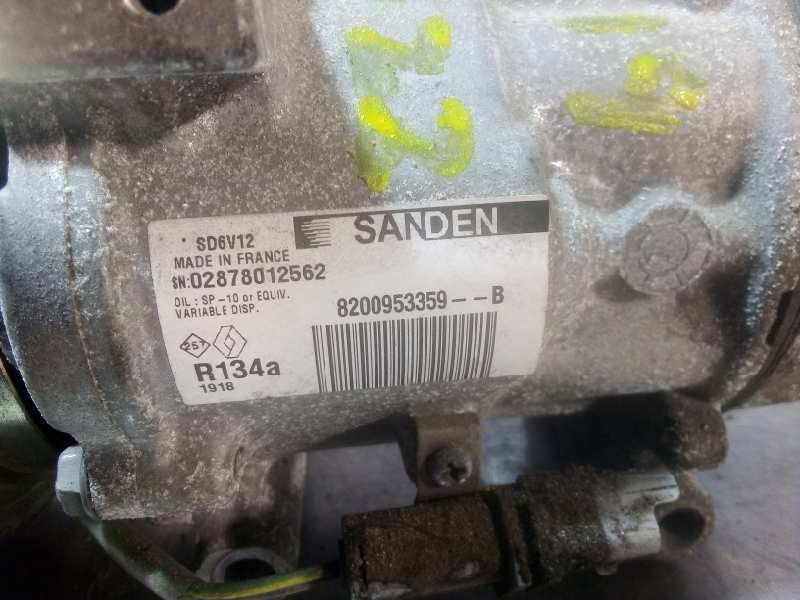 SANDEN
SD6V12
MADE IN FRANCE
SN:02878012562
OIL : SP-10 or EQUIV.
VARIABLE DISP.
8200953359--B
257
R134a
1918